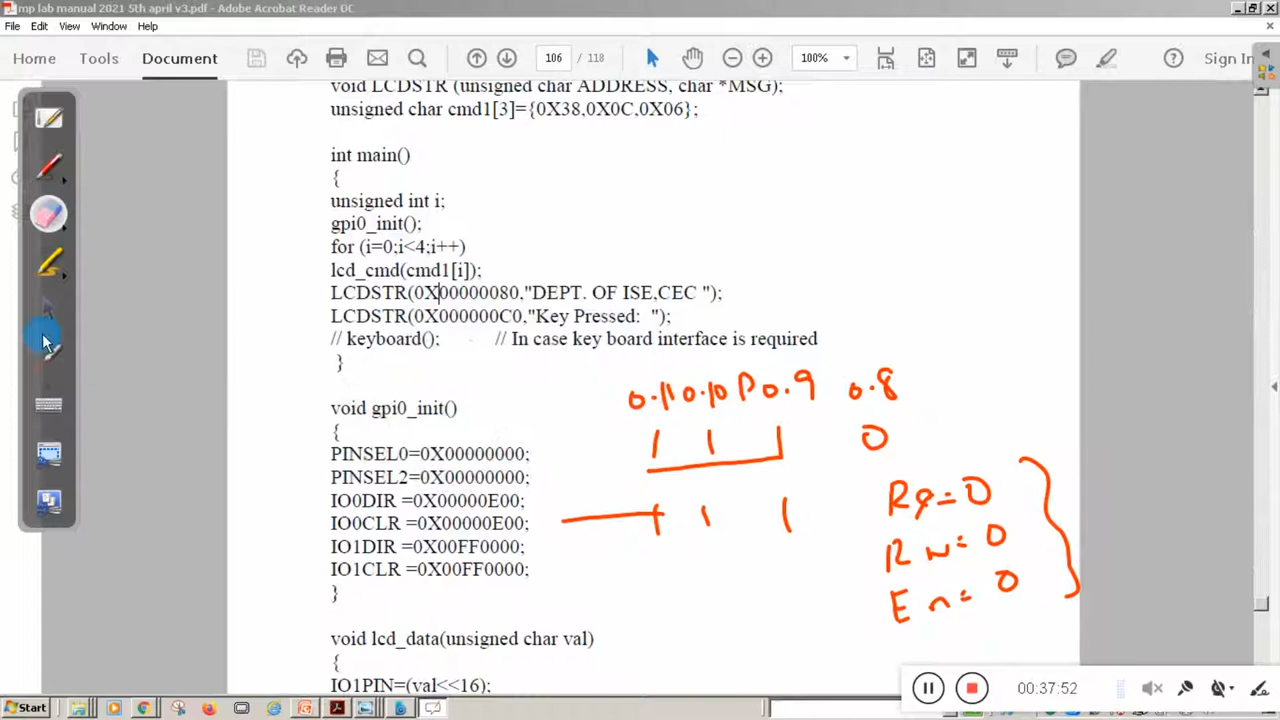 mp lab manual 2021 5th april v3.pdf - Adobe Acrobat Reader DC
File Edit View Window Help
Home Tools Document 106 / 118 100% Sign In
void LCDSTR (unsigned char ADDRESS, char *MSG);
unsigned char cmd1[3]={0X38,0X0C,0X06};
int main()
{
unsigned int i;
gpi0_init();
for (i=0;i<4;i++)
lcd_cmd(cmd1[i]);
LCDSTR(0X00000080,"DEPT. OF ISE,CEC ");
LCDSTR(0X000000C0,"Key Pressed: ");
// keyboard(); // In case key board interface is required
}
0.11 0.10 P0.9 0.8
void gpi0_init()
{
1 1 1 0
PINSEL0=0X00000000;
PINSEL2=0X00000000;
IO0DIR =0X00000E00;
IO0CLR =0X00000E00;
1 1 1
IO1DIR =0X00FF0000;
IO1CLR =0X00FF0000;
}
=0
Rw=0
En=0
void lcd_data(unsigned char val)
{
IO1PIN=(val<<16);
00:37:52
Start